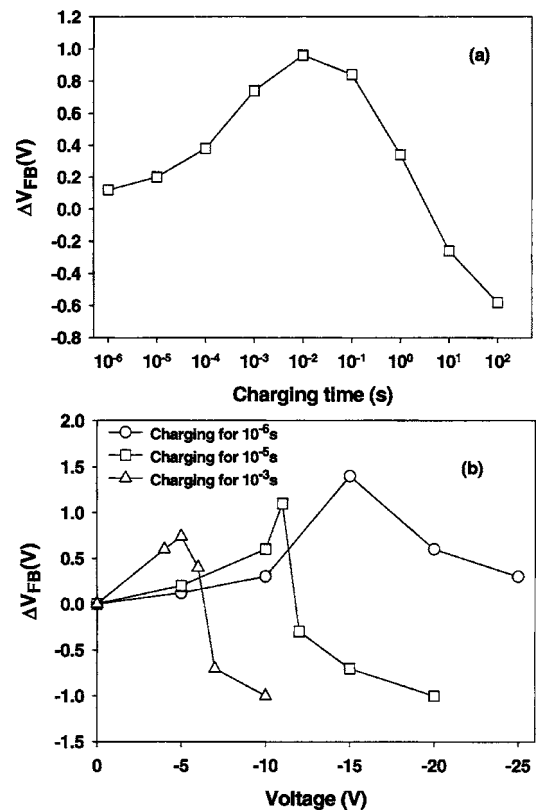 (a)
1.2
1.0
0.8
0.6
0.4
0.2
0.0
-0.2
-0.4
-0.6
-0.8
ΔV_FB(V)
10⁻⁶ 10⁻⁵ 10⁻⁴ 10⁻³ 10⁻² 10⁻¹ 10⁰ 10¹ 10²
Charging time (s)
(b)
Charging for 10⁻⁶s
Charging for 10⁻⁵s
Charging for 10⁻³s
2.0
1.5
1.0
0.5
0.0
-0.5
-1.0
-1.5
ΔV_FB(V)
0 -5 -10 -15 -20 -25
Voltage (V)